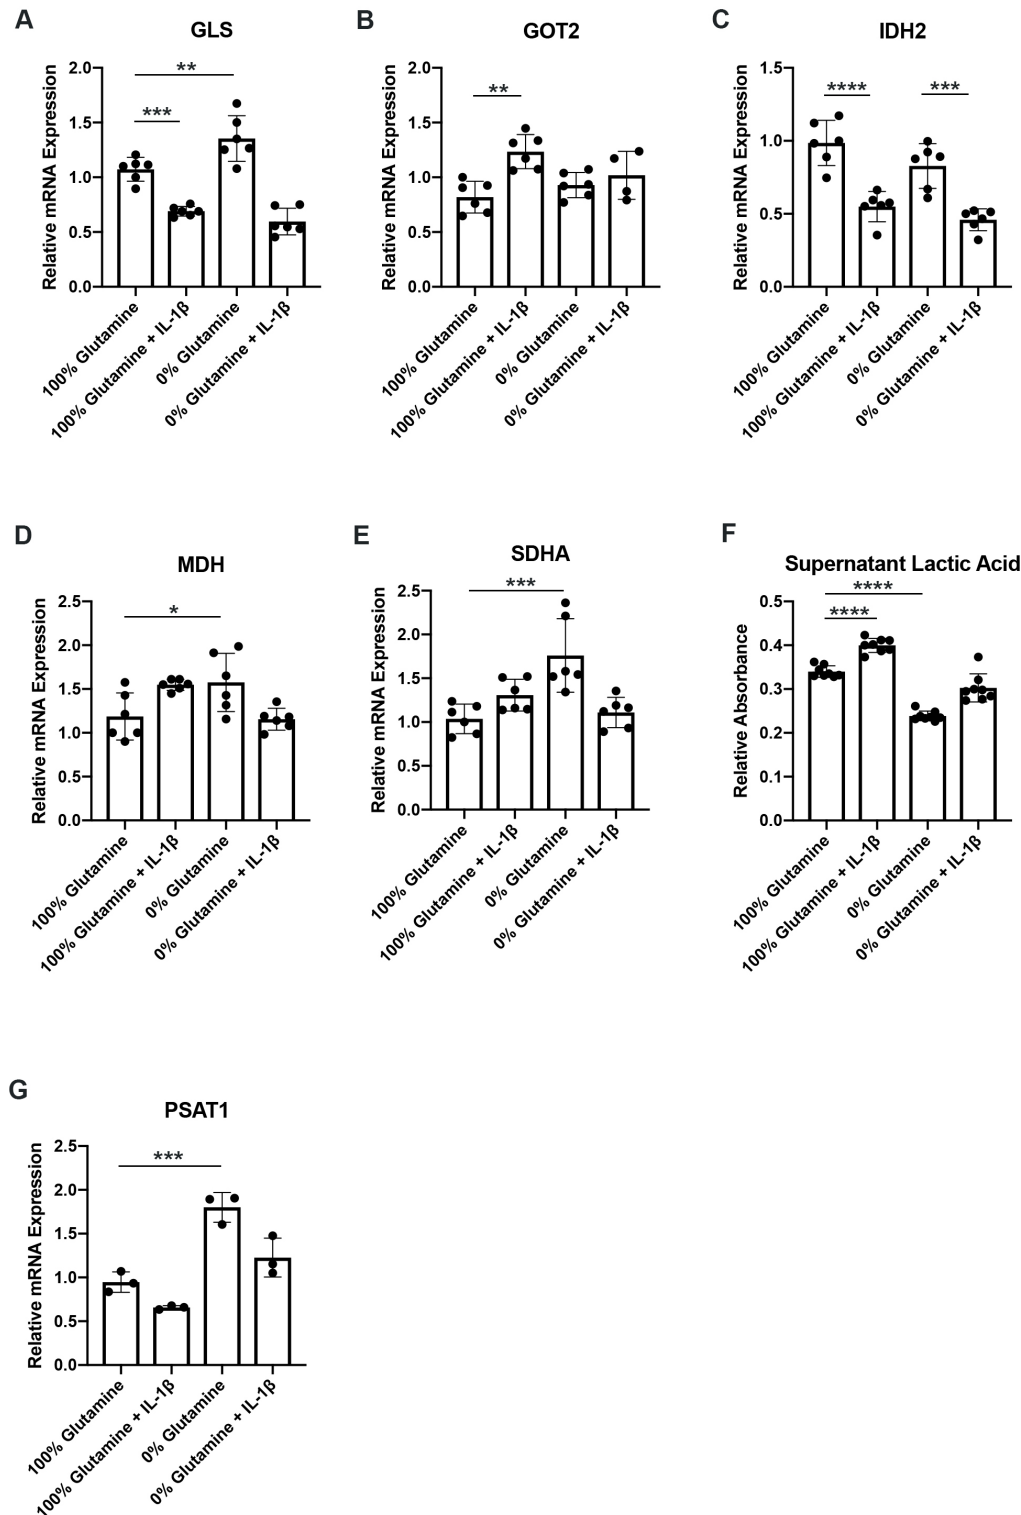 A
GLS
Relative mRNA Expression
2.0
1.5
1.0
0.5
0.0
**
***
100% Glutamine
100% Glutamine + IL-1β
0% Glutamine
0% Glutamine + IL-1β
B
GOT2
Relative mRNA Expression
2.0
1.5
1.0
0.5
0.0
**
100% Glutamine
100% Glutamine + IL-1β
0% Glutamine
0% Glutamine + IL-1β
C
IDH2
Relative mRNA Expression
1.5
1.0
0.5
0.0
****
***
100% Glutamine
100% Glutamine + IL-1β
0% Glutamine
0% Glutamine + IL-1β
D
MDH
Relative mRNA Expression
2.5
2.0
1.5
1.0
0.5
0.0
*
100% Glutamine
100% Glutamine + IL-1β
0% Glutamine
0% Glutamine + IL-1β
E
SDHA
Relative mRNA Expression
2.5
2.0
1.5
1.0
0.5
0.0
***
100% Glutamine
100% Glutamine + IL-1β
0% Glutamine
0% Glutamine + IL-1β
F
Supernatant Lactic Acid
Relative Absorbance
0.5
0.4
0.3
0.2
0.1
0.0
****
****
100% Glutamine
100% Glutamine + IL-1β
0% Glutamine
0% Glutamine + IL-1β
G
PSAT1
Relative mRNA Expression
2.5
2.0
1.5
1.0
0.5
0.0
***
100% Glutamine
100% Glutamine + IL-1β
0% Glutamine
0% Glutamine + IL-1β